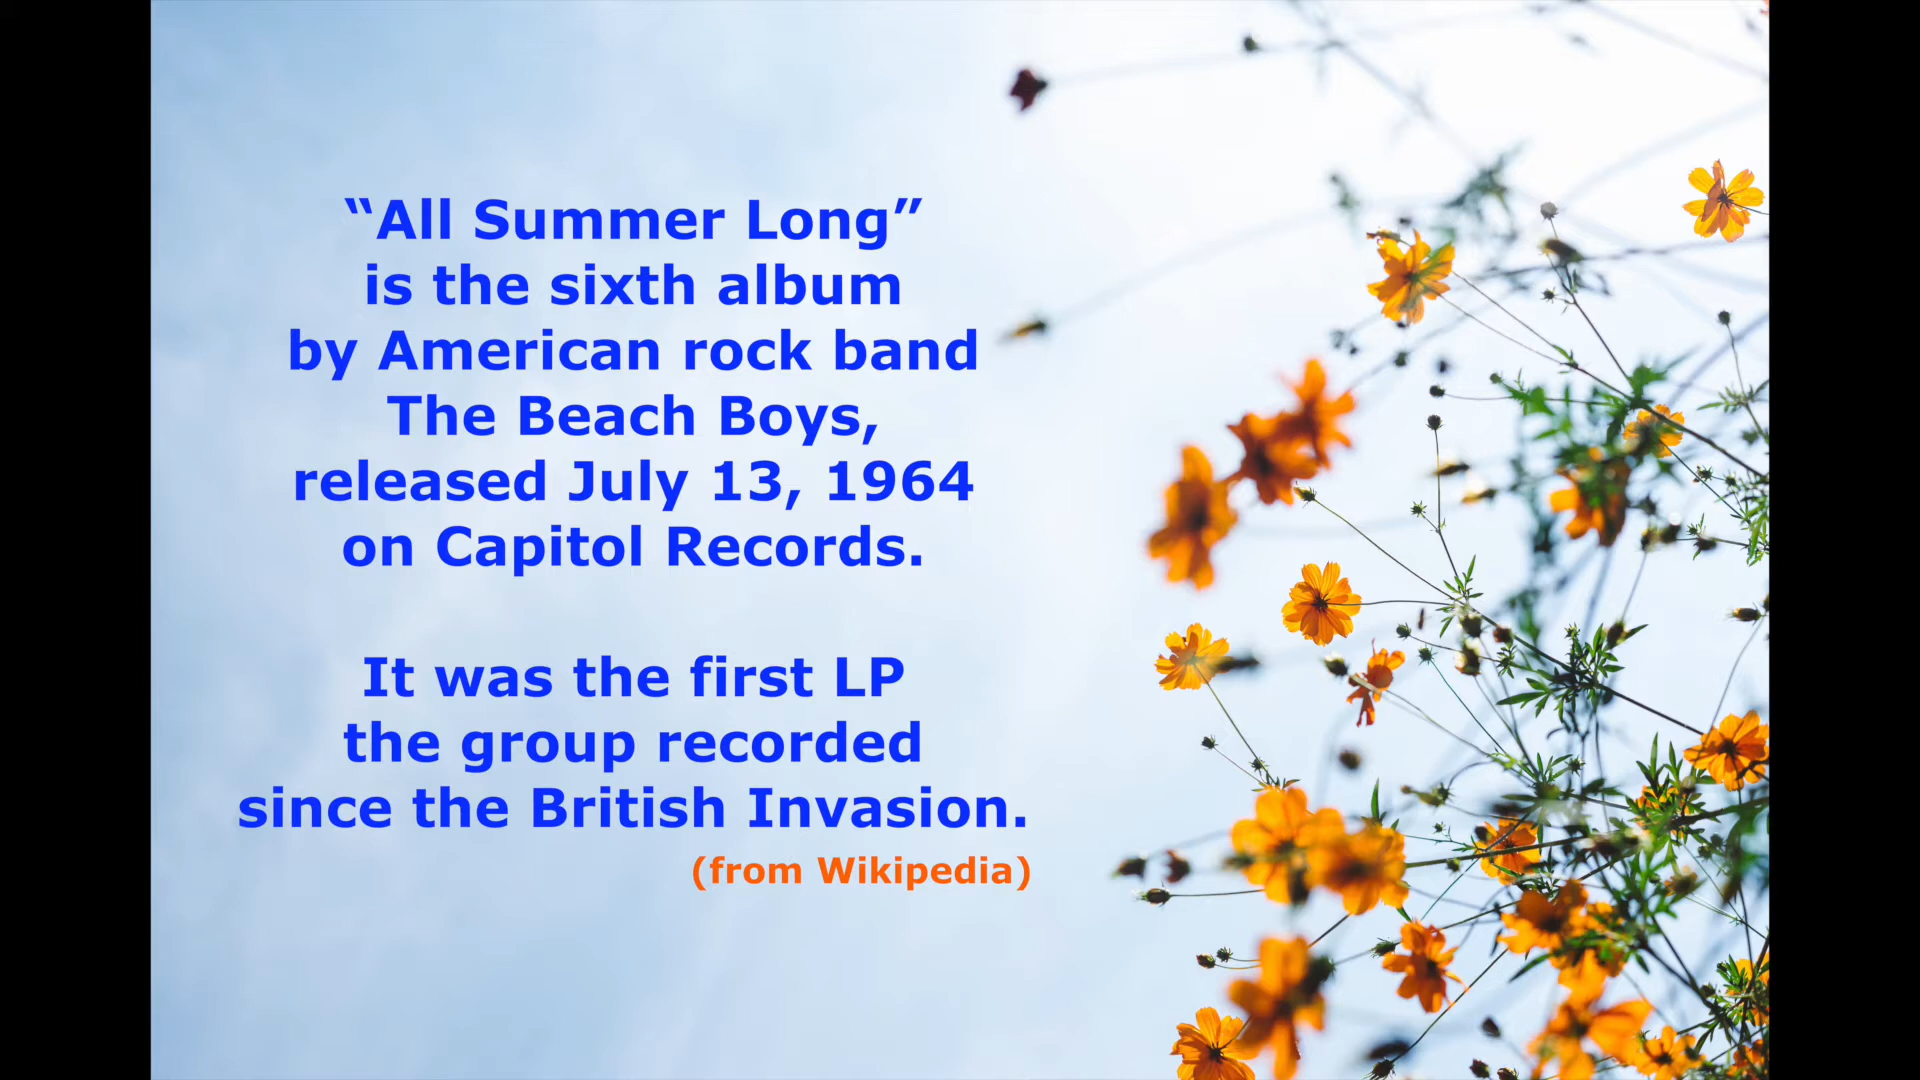 “All Summer Long”
is the sixth album
by American rock band
The Beach Boys,
released July 13, 1964
on Capitol Records.
It was the first LP
the group recorded
since the British Invasion.
(from Wikipedia)